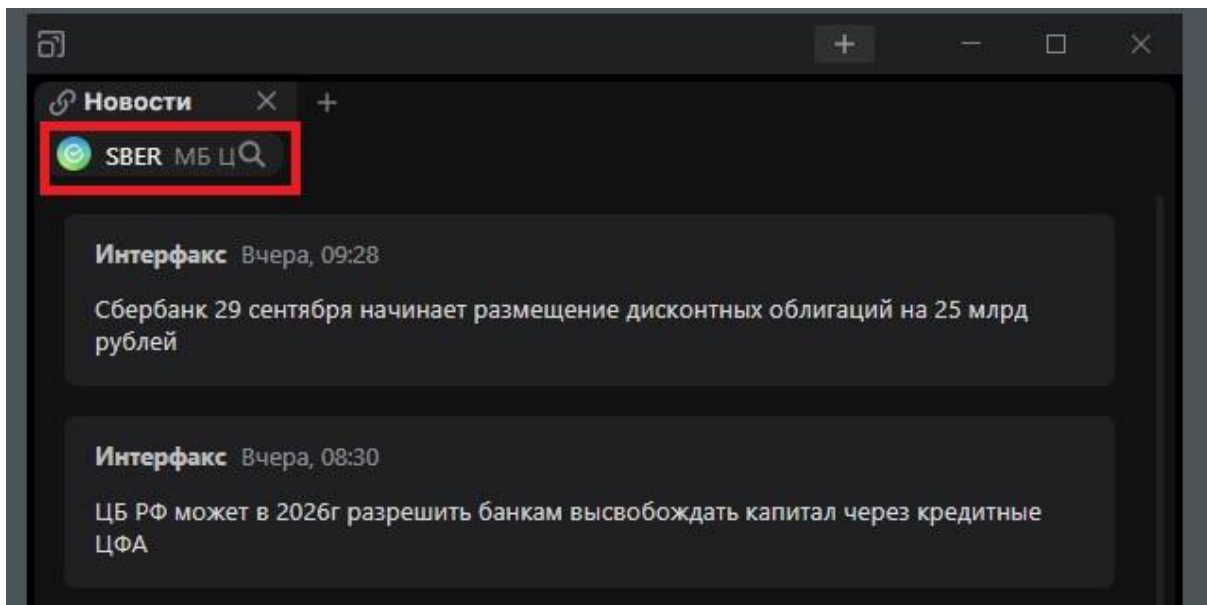 Новости
SBER МБ Ц
Интерфакс Вчера, 09:28
Сбербанк 29 сентября начинает размещение дисконтных облигаций на 25 млрд
рублей
Интерфакс Вчера, 08:30
ЦБ РФ может в 2026г разрешить банкам высвобождать капитал через кредитные
ЦФА